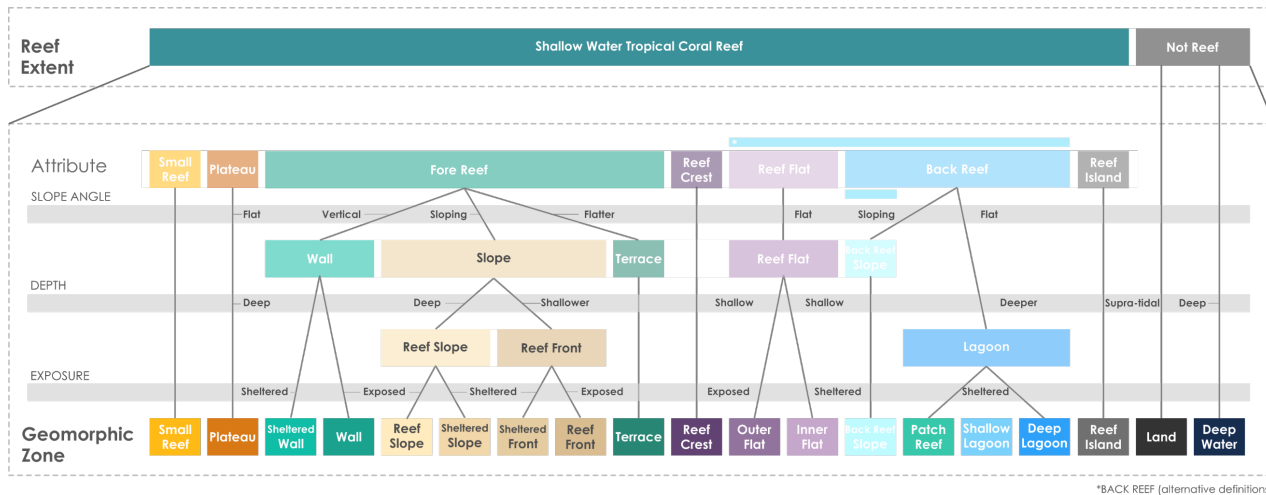 Reef Extent
Shallow Water Tropical Coral Reef
Not Reef
Attribute
Small Reef
Plateau
Fore Reef
Reef Crest
*
Reef Flat
Back Reef
Reef Island
SLOPE ANGLE
Flat
Vertical
Sloping
Flatter
Flat
Sloping
Flat
Wall
Slope
Terrace
Reef Flat
Back Reef Slope
DEPTH
Deep
Deep
Shallower
Shallow
Shallow
Deeper
Supra-tidal
Deep
Reef Slope
Reef Front
Lagoon
EXPOSURE
Sheltered
Exposed
Sheltered
Exposed
Exposed
Sheltered
Sheltered
Geomorphic Zone
Small Reef
Plateau
Sheltered Wall
Wall
Reef Slope
Sheltered Slope
Sheltered Front
Reef Front
Terrace
Reef Crest
Outer Flat
Inner Flat
Back Reef Slope
Patch Reef
Shallow Lagoon
Deep Lagoon
Reef Island
Land
Deep Water
*BACK REEF (alternative definitions